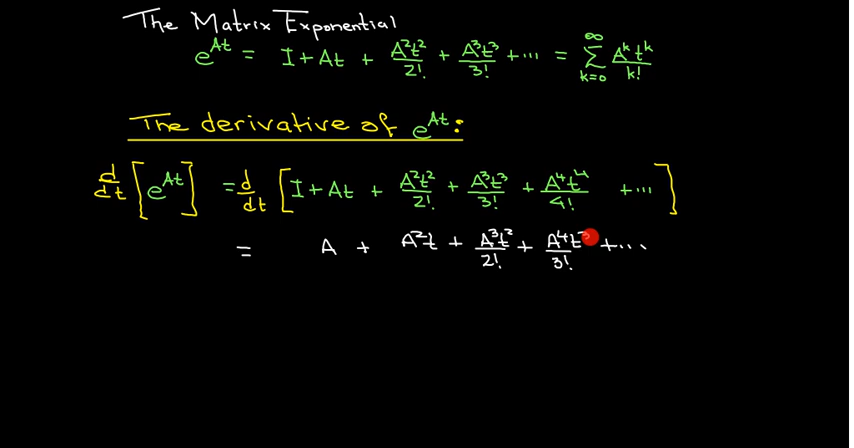 The Matrix Exponential
e^{At} = I + At + A²t²/2! + A³t³/3! + ... = ∑_{k=0}^{∞} A^k t^k/k!
The derivative of e^{At}:
d/dt [e^{At}] = d/dt [I + At + A²t²/2! + A³t³/3! + A⁴t⁴/4! + ...]
= A + A²t + A³t²/2! + A⁴t³/3! + ...